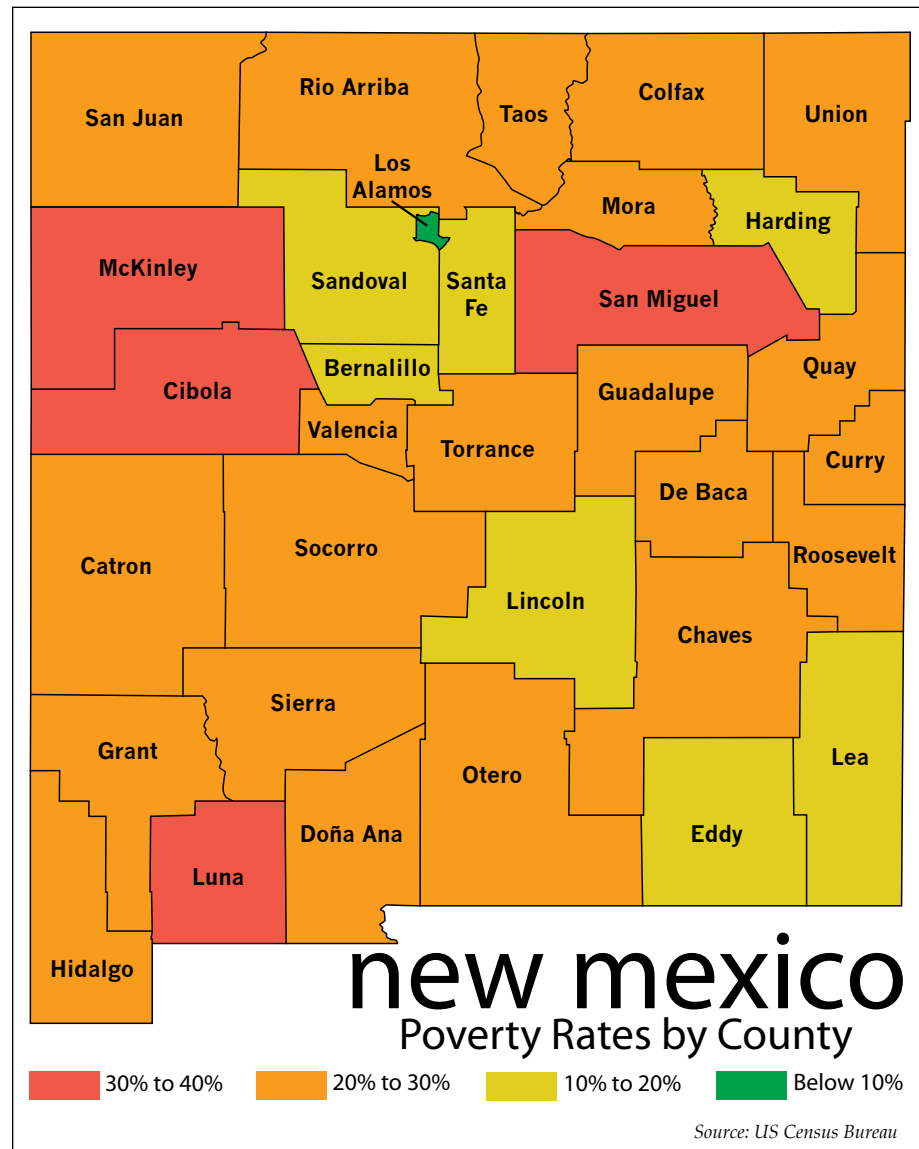 San Juan
Rio Arriba
Taos
Colfax
Union
Los
Alamos
Mora
Harding
McKinley
Sandoval
Santa
Fe
San Miguel
Bernalillo
Quay
Cibola
Guadalupe
Valencia
Torrance
Curry
De Baca
Catron
Socorro
Roosevelt
Lincoln
Chaves
Sierra
Grant
Otero
Lea
Doña Ana
Eddy
Luna
Hidalgo
new mexico
Poverty Rates by County
30% to 40%
20% to 30%
10% to 20%
Below 10%
Source: US Census Bureau